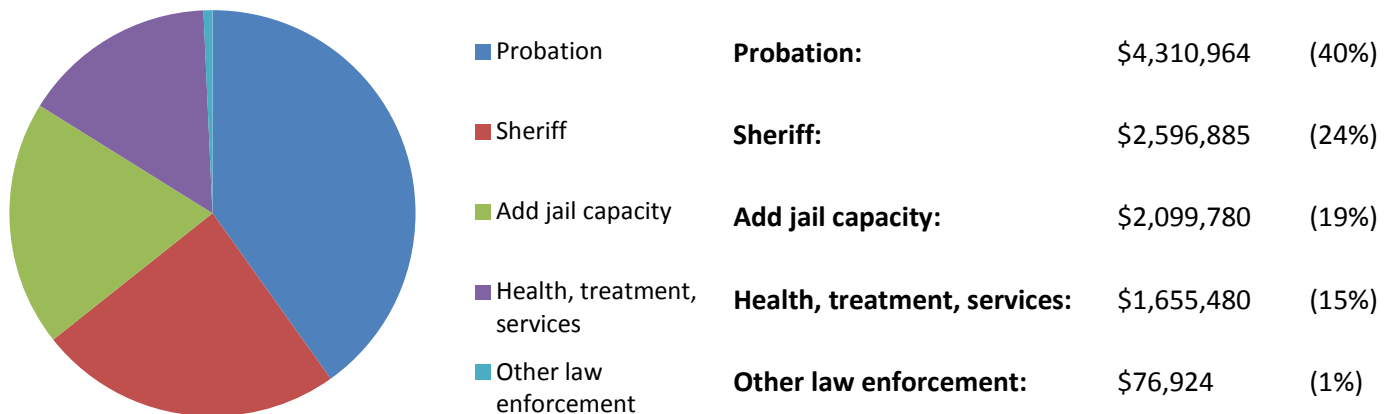 Probation
Probation: $4,310,964 (40%)
Sheriff
Sheriff: $2,596,885 (24%)
Add jail capacity
Add jail capacity: $2,099,780 (19%)
Health, treatment,
services
Health, treatment, services: $1,655,480 (15%)
Other law
enforcement
Other law enforcement: $76,924 (1%)